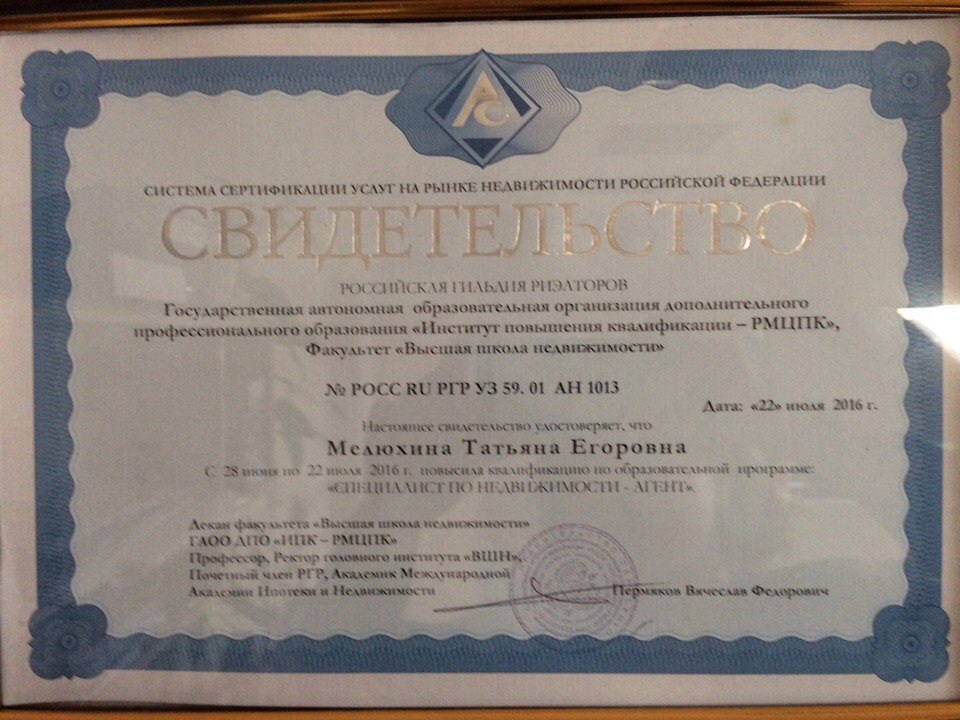 АС
СИСТЕМА СЕРТИФИКАЦИИ УСЛУГ НА РЫНКЕ НЕДВИЖИМОСТИ РОССИЙСКОЙ ФЕДЕРАЦИИ
СВИДЕТЕЛЬСТВО
РОССИЙСКАЯ ГИЛЬДИЯ РИЭЛТОРОВ
Государственная автономная образовательная организация дополнительного
профессионального образования «Институт повышения квалификации – РМЦПК»,
Факультет «Высшая школа недвижимости»
№ РОСС RU РГР УЗ 59. 01 АН 1013
Дата: «22» июля 2016 г.
Настоящее свидетельство удостоверяет, что
Мелюхина Татьяна Егоровна
С 28 июня по 22 июля 2016 г. повысила квалификацию по образовательной программе:
«СПЕЦИАЛИСТ ПО НЕДВИЖИМОСТИ - АГЕНТ».
Декан факультета «Высшая школа недвижимости»
ГАОО ДПО «ИПК – РМЦПК»
Профессор, Ректор головного института «ВШН»,
Почетный член РГР, Академик Международной
Академии Ипотеки и Недвижимости
Пермяков Вячеслав Федорович